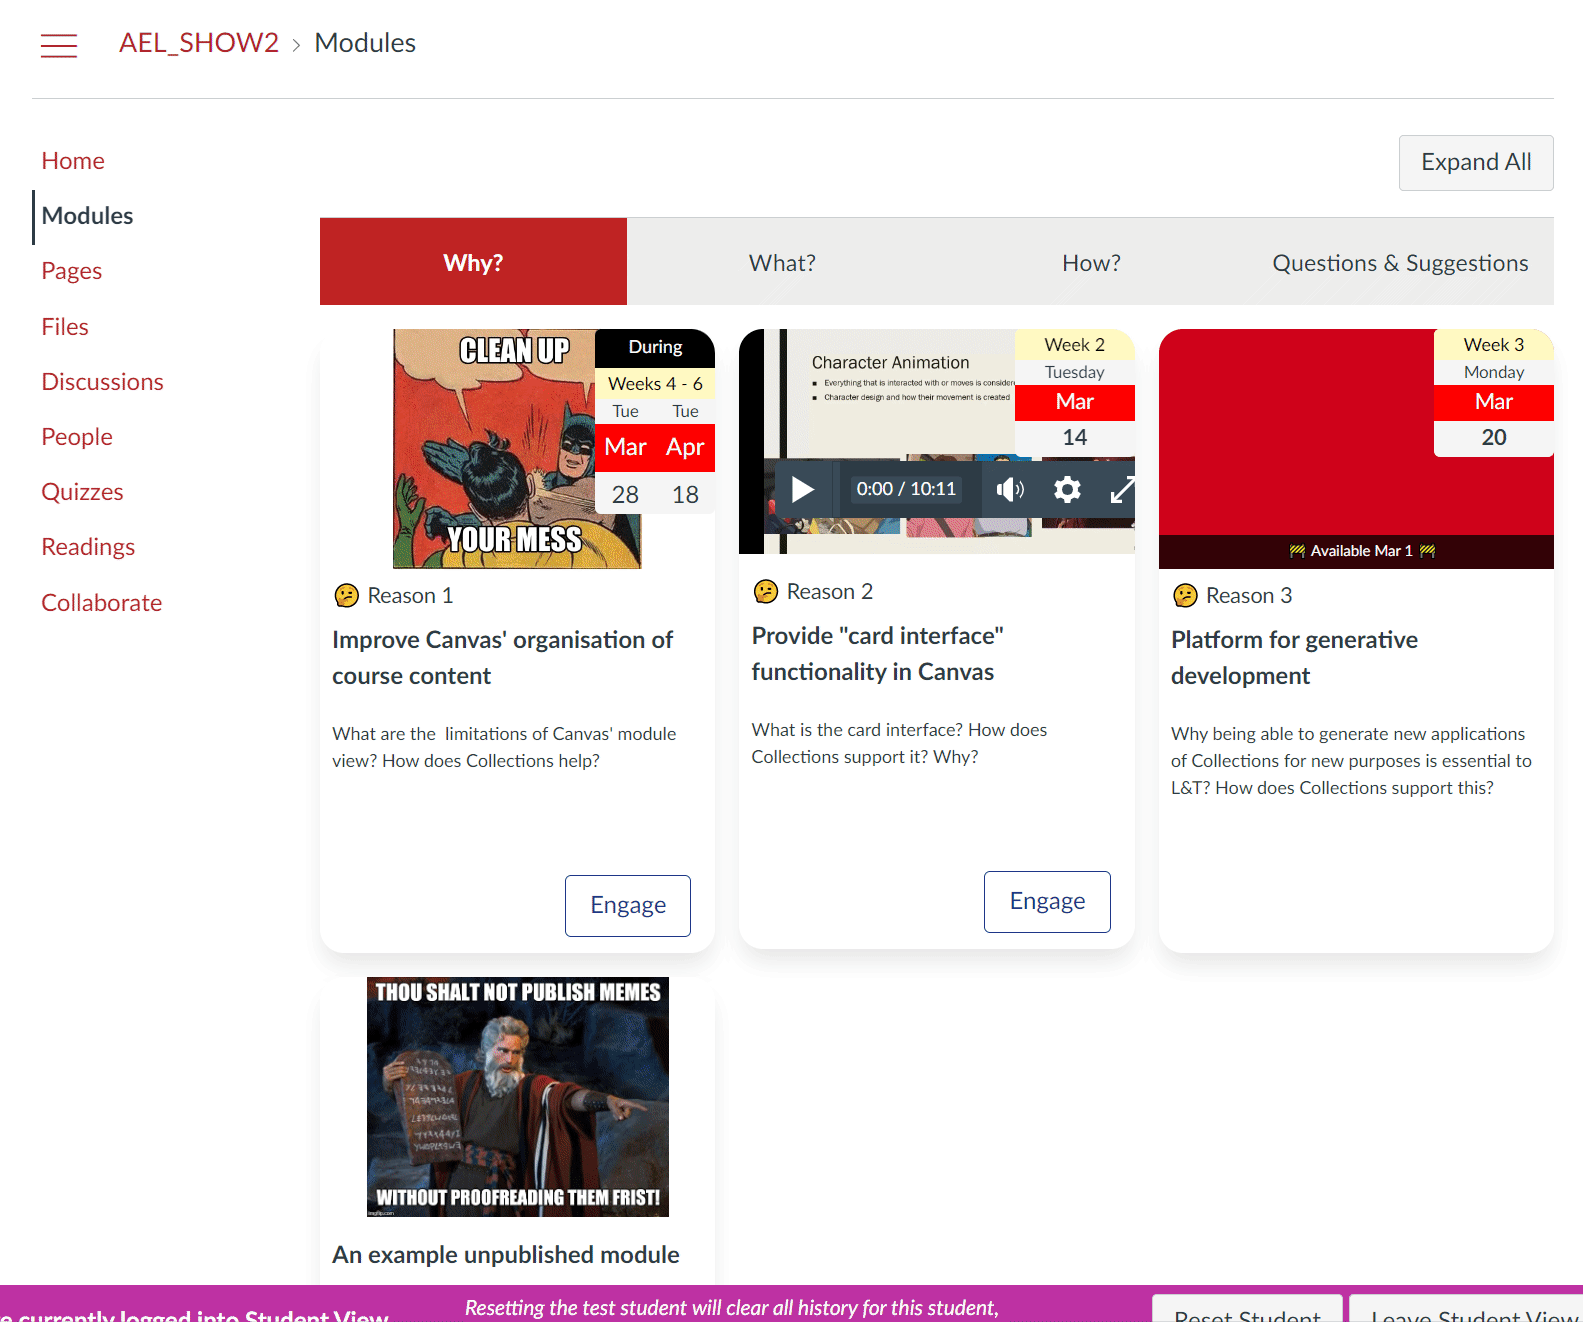 AEL_SHOW2 > Modules
Expand All
Home
Modules
Pages
Files
Discussions
People
Quizzes
Readings
Collaborate
Why?
What?
How?
Questions & Suggestions
CLEAN UP
YOUR MESS
During
Weeks 4 - 6
Tue Tue
Mar Apr
28 18
🤔 Reason 1
Improve Canvas' organisation of
course content
What are the limitations of Canvas' module
view? How does Collections help?
Engage
Character Animation
Everything that is interacted with or moves is
Character design and how their movement is created
Week 2
Tuesday
Mar
14
0:00 / 10:11
🤔 Reason 2
Provide "card interface"
functionality in Canvas
What is the card interface? How does
Collections support it? Why?
Engage
Week 3
Monday
Mar
20
🚧 Available Mar 1 🚧
🤔 Reason 3
Platform for generative
development
Why being able to generate new applications
of Collections for new purposes is essential to
L&T? How does Collections support this?
THOU SHALT NOT PUBLISH MEMES
WITHOUT PROOFREADING THEM FRIST!
imgflip.com
An example unpublished module
currently logged into Student View
Resetting the test student will clear all history for this student,
Reset Student
Leave Student View